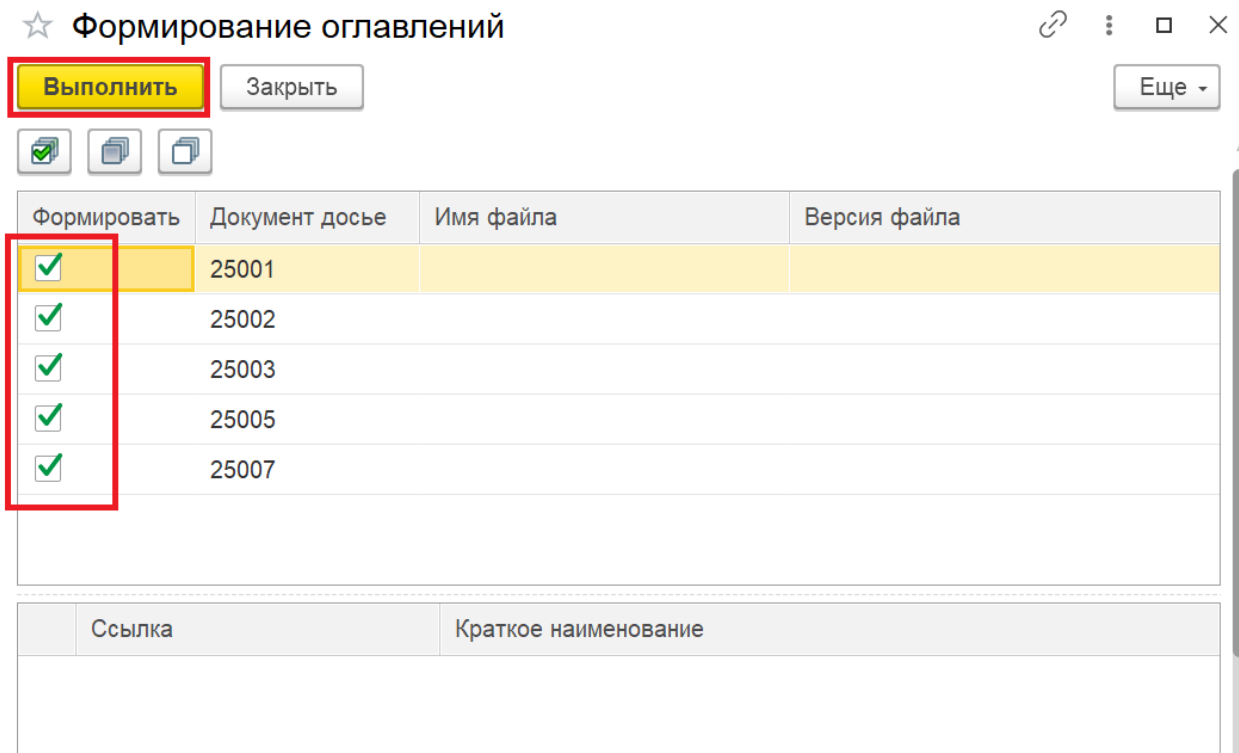 Формирование оглавлений
Выполнить Закрыть Еще
Формировать Документ досье Имя файла Версия файла
25001
25002
25003
25005
25007
Ссылка Краткое наименование